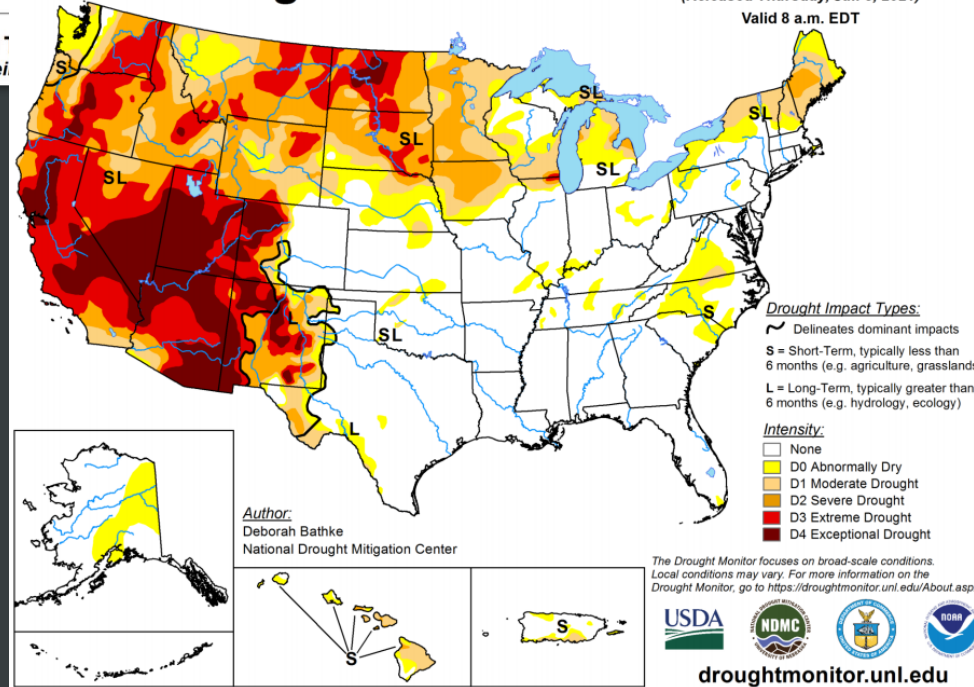 Valid 8 a.m. EDT
S
SL
SL
SL
SL
SL
SL
S
L
L
Drought Impact Types:
Delineates dominant impacts
S = Short-Term, typically less than
6 months (e.g. agriculture, grasslands
L = Long-Term, typically greater than
6 months (e.g. hydrology, ecology)
Intensity:
None
D0 Abnormally Dry
D1 Moderate Drought
D2 Severe Drought
D3 Extreme Drought
D4 Exceptional Drought
Author:
Deborah Bathke
National Drought Mitigation Center
S
S
The Drought Monitor focuses on broad-scale conditions.
Local conditions may vary. For more information on the
Drought Monitor, go to https://droughtmonitor.unl.edu/About.asp
USDA
NDMC
NOAA
droughtmonitor.unl.edu